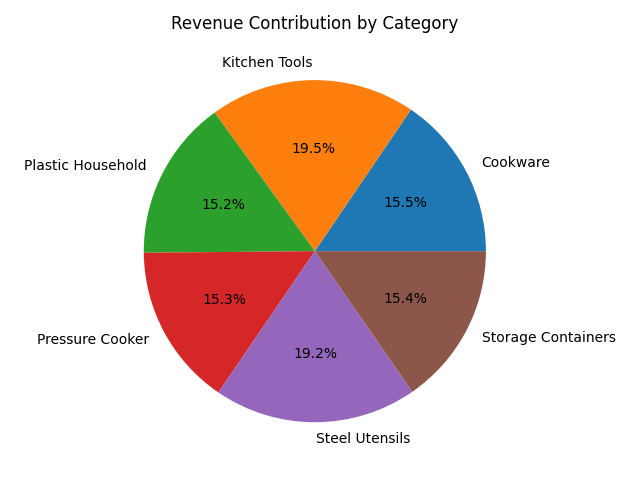 Revenue Contribution by Category
Kitchen Tools
19.5%
Cookware
15.5%
Plastic Household
15.2%
Pressure Cooker
15.3%
Steel Utensils
19.2%
Storage Containers
15.4%